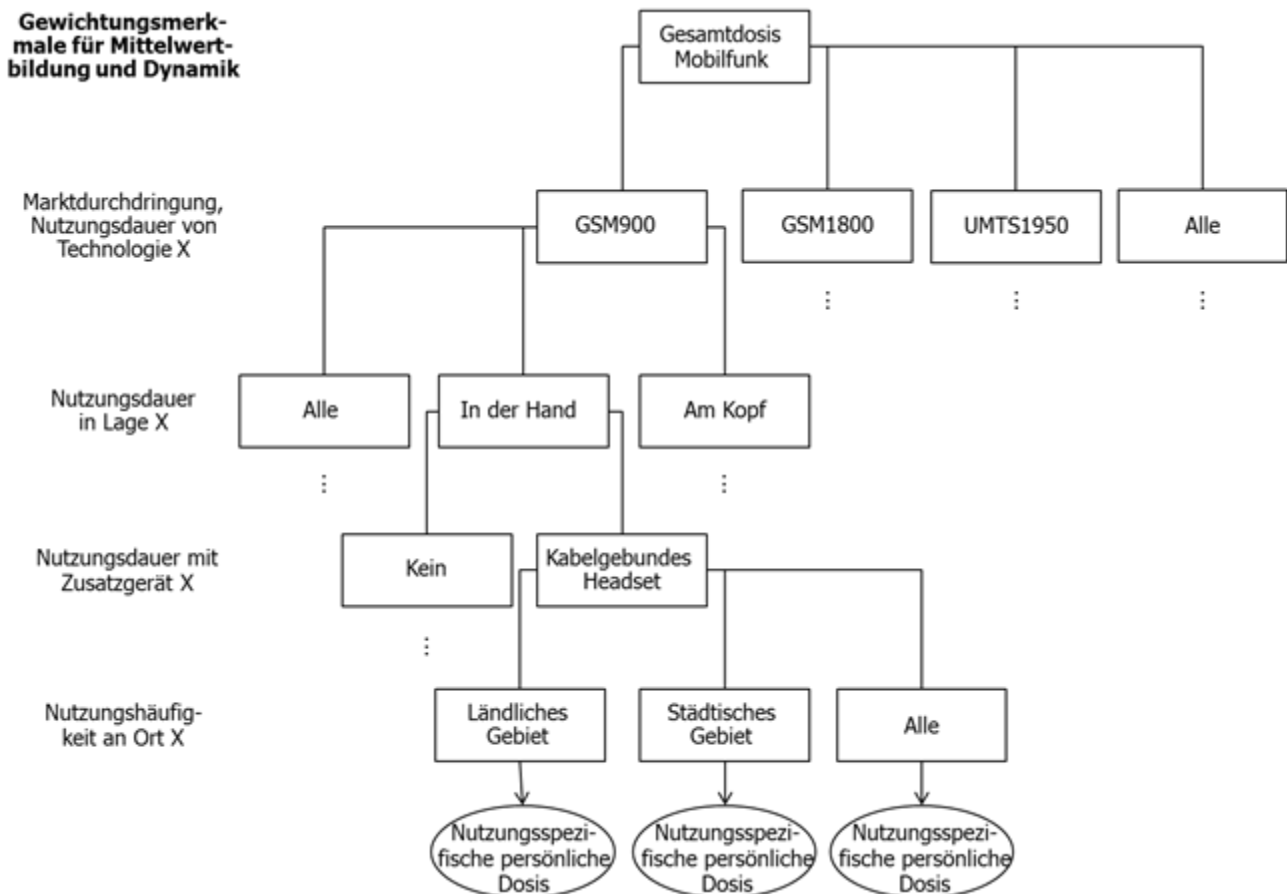 Gewichtungsmerk-
male für Mittelwert-
bildung und Dynamik
Gesamtdosis
Mobilfunk
Marktdurchdringung,
Nutzungsdauer von
Technologie X
GSM900
GSM1800
UMTS1950
Alle
⋮
⋮
⋮
Nutzungsdauer
in Lage X
Alle
In der Hand
Am Kopf
⋮
⋮
Nutzungsdauer mit
Zusatzgerät X
Kein
Kabelgebundes
Headset
⋮
Nutzungshäufig-
keit an Ort X
Ländliches
Gebiet
Städtisches
Gebiet
Alle
Nutzungsspezi-
fische persönliche
Dosis
Nutzungsspezi-
fische persönliche
Dosis
Nutzungsspezi-
fische persönliche
Dosis